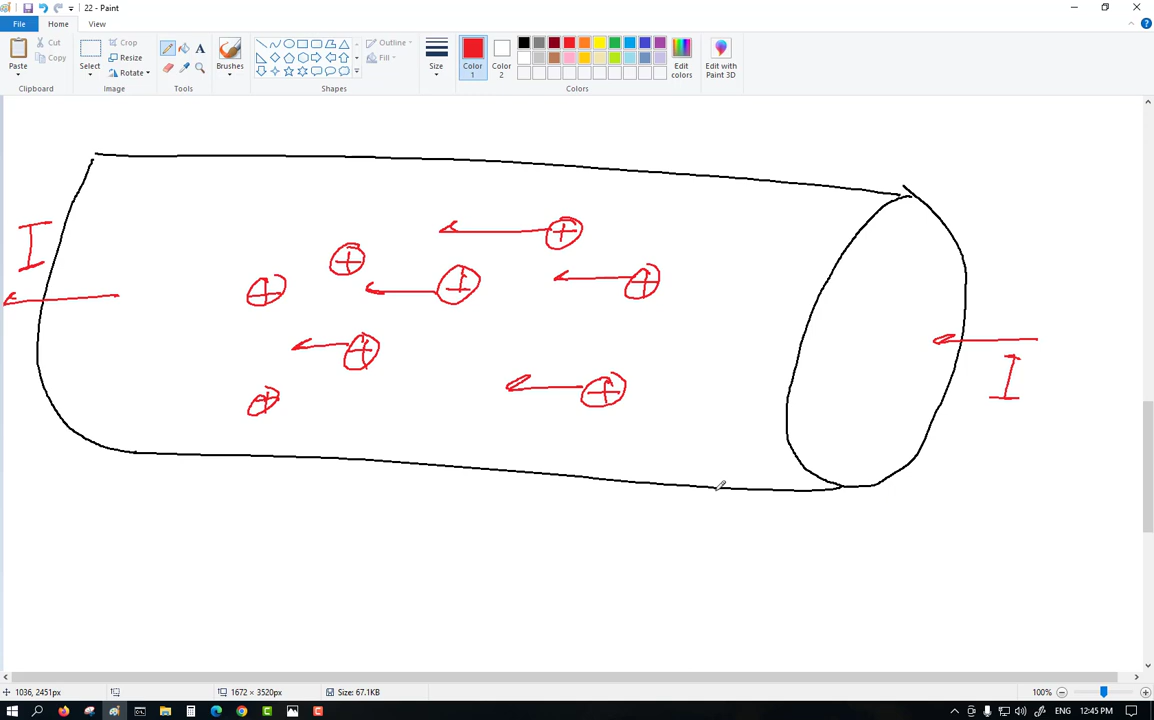 22 - Paint
File
Home
View
Paste
Cut
Copy
Clipboard
Select
Crop
Resize
Rotate
Image
A
Tools
Brushes
Outline
Fill
Shapes
Size
Color
1
Color
2
Edit
colors
Colors
Edit with
Paint 3D
I
+
+
+
+
+
+
+
+
I
1036, 2451px
1672 × 3520px
Size: 67.1KB
100%
ENG
12:45 PM